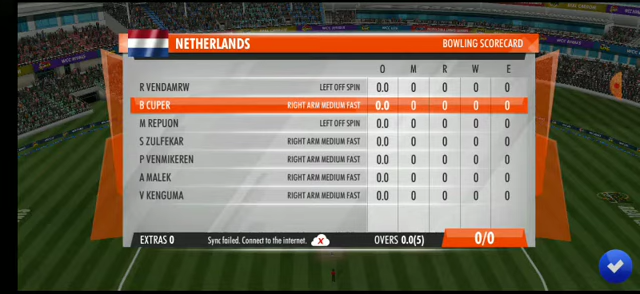 NETHERLANDS BOWLING SCORECARD
O M R W E
R VENDAMRW LEFT OFF SPIN 0.0 0 0 0 0
B CUPER RIGHT ARM MEDIUM FAST 0.0 0 0 0 0
M REPUON LEFT OFF SPIN 0.0 0 0 0 0
S ZULFEKAR RIGHT ARM MEDIUM FAST 0.0 0 0 0 0
P VENMIKEREN RIGHT ARM MEDIUM FAST 0.0 0 0 0 0
A MALEK RIGHT ARM MEDIUM FAST 0.0 0 0 0 0
V KENGUMA RIGHT ARM MEDIUM FAST 0.0 0 0 0 0
EXTRAS 0 Sync failed. Connect to the internet. X OVERS 0.0(5) 0/0